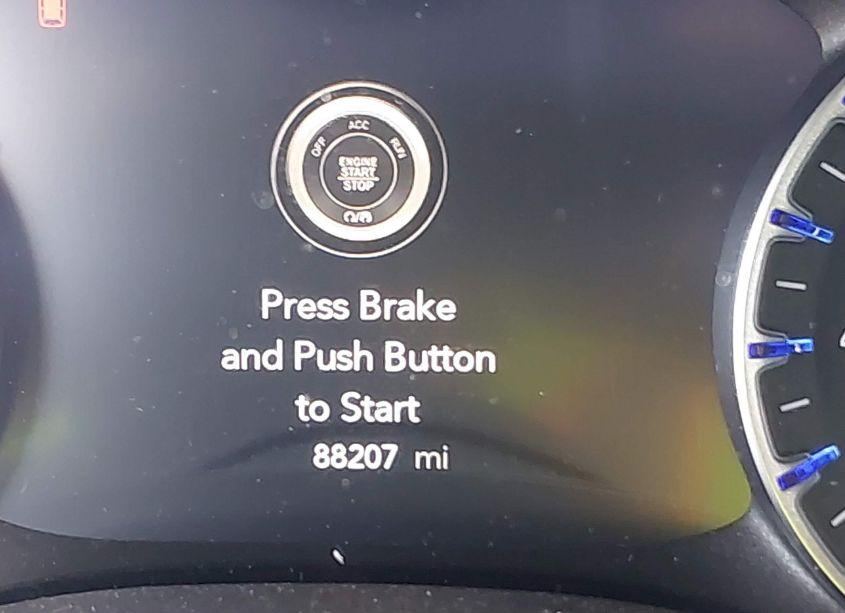 ACC
OFF
RUN
ENGINE
START
STOP
Press Brake
and Push Button
to Start
88207 mi